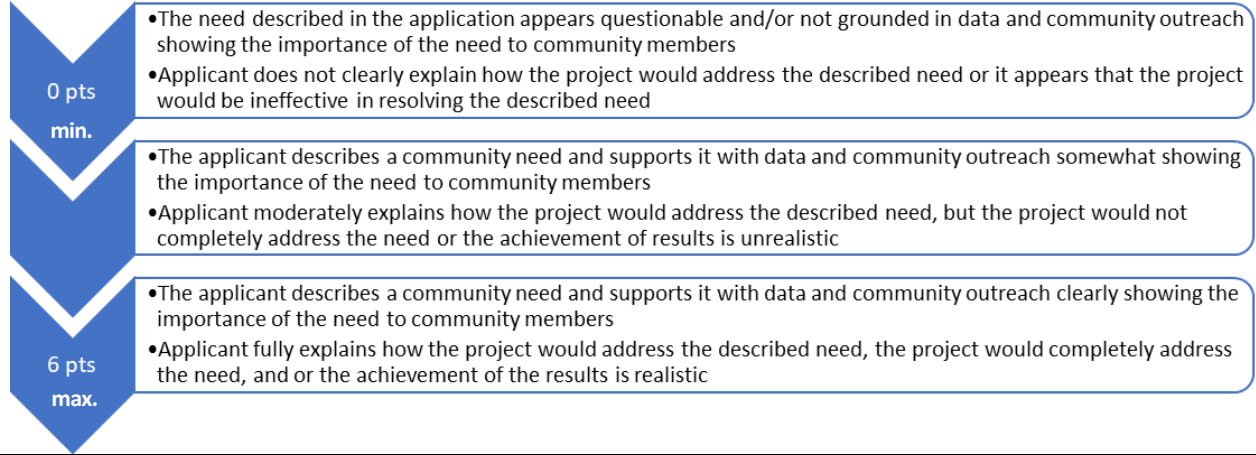 •The need described in the application appears questionable and/or not grounded in data and community outreach
showing the importance of the need to community members
•Applicant does not clearly explain how the project would address the described need or it appears that the project
would be ineffective in resolving the described need
0 pts
min.
•The applicant describes a community need and supports it with data and community outreach somewhat showing
the importance of the need to community members
•Applicant moderately explains how the project would address the described need, but the project would not
completely address the need or the achievement of results is unrealistic
•The applicant describes a community need and supports it with data and community outreach clearly showing the
importance of the need to community members
•Applicant fully explains how the project would address the described need, the project would completely address
the need, and or the achievement of the results is realistic
6 pts
max.